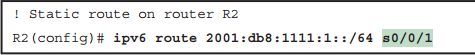 ! Static route on router R2
R2(config)# ipv6 route 2001:db8:1111:1::/64 s0/0/1